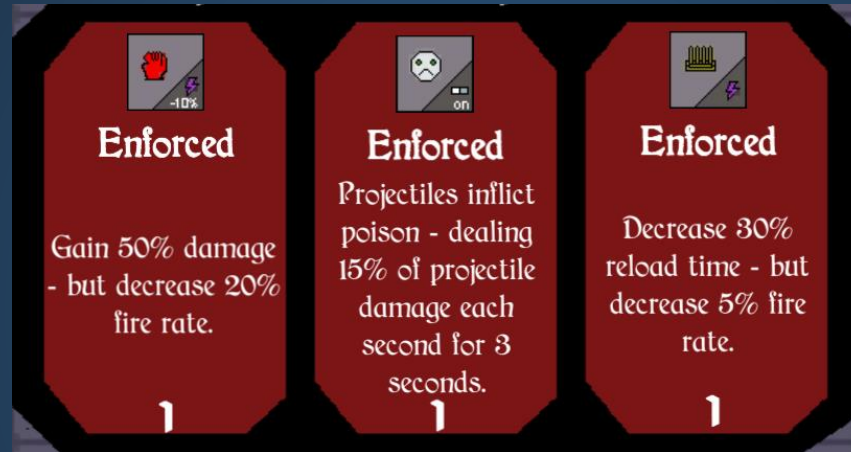 -10%
Enforced
Gain 50% damage
- but decrease 20%
fire rate.
1
on
Enforced
Projectiles inflict
poison - dealing
15% of projectile
damage each
second for 3
seconds.
1
Enforced
Decrease 30%
reload time - but
decrease 5% fire
rate.
1